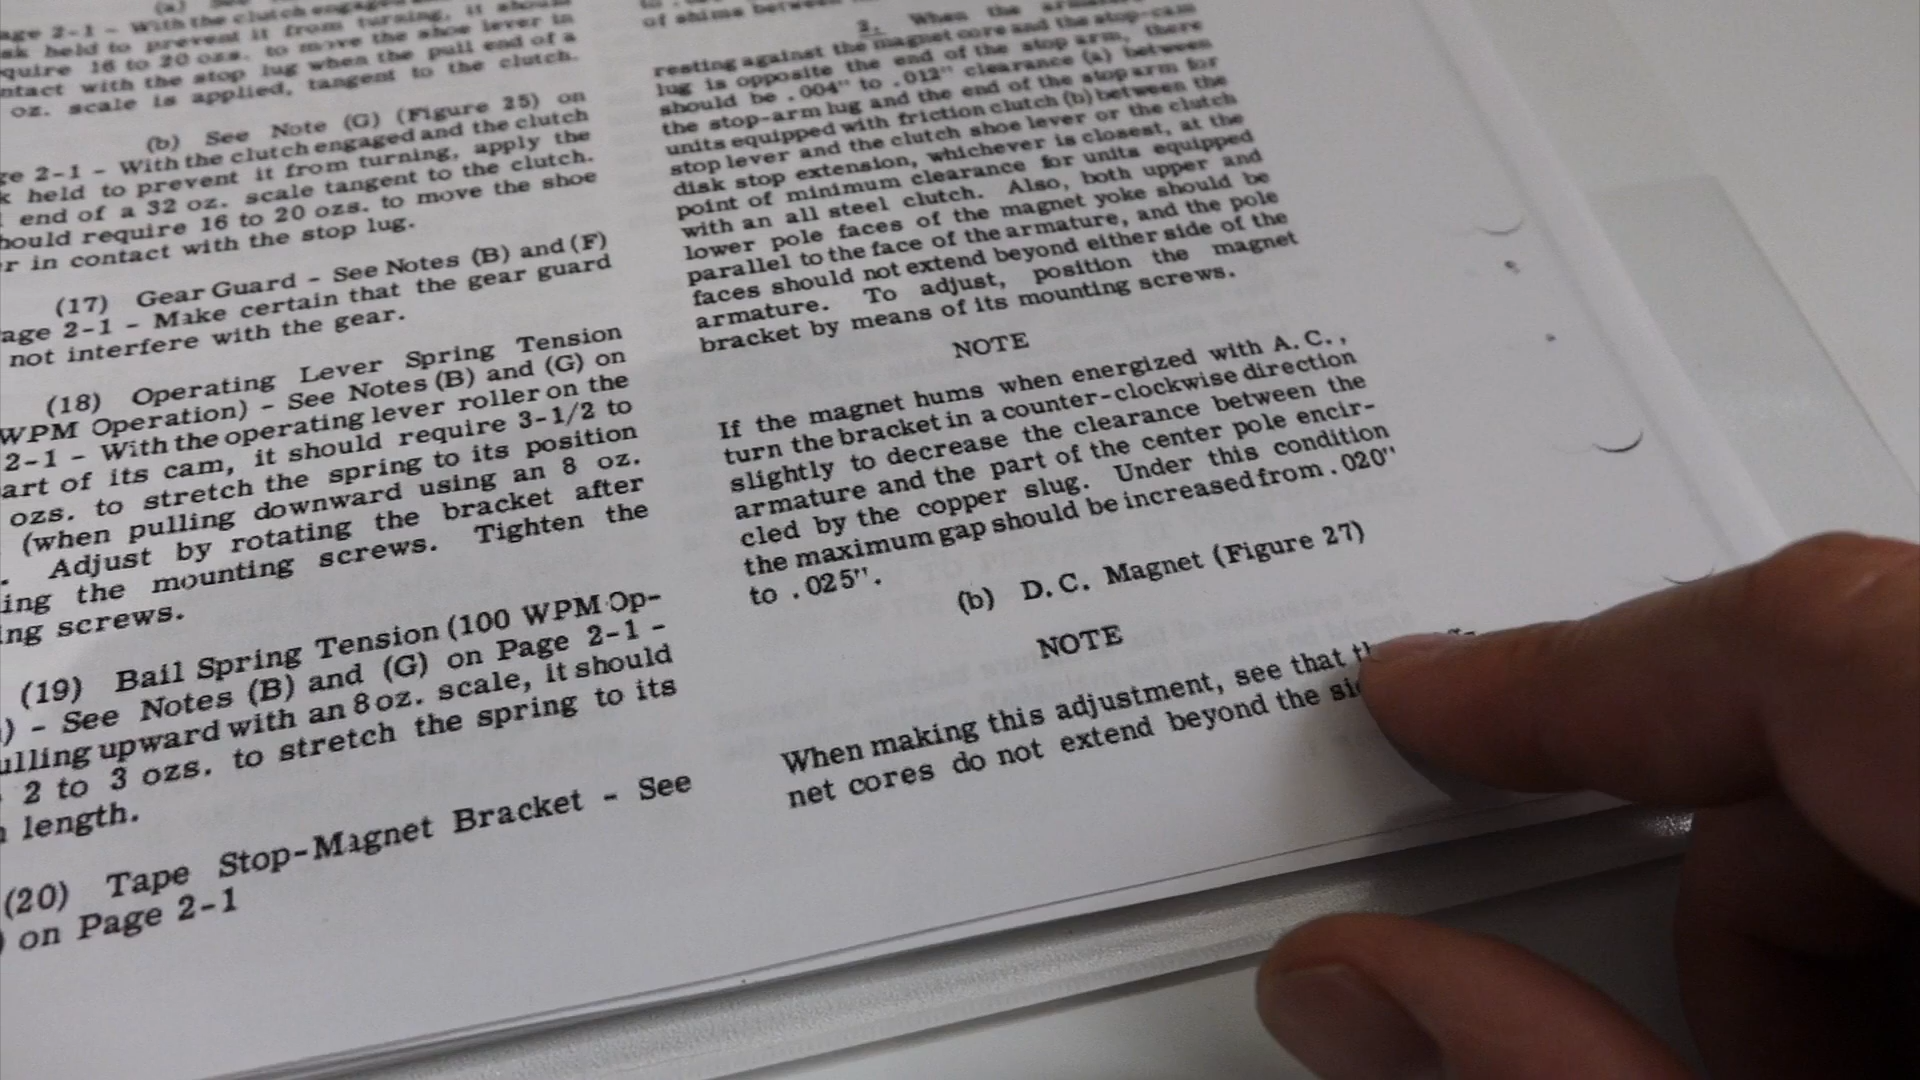 age 2-1 - With the clutch engaged
ak held to prevent it from turning, it should
quire 16 to 20 ozs. to move the shoe lever in
ntact with the stop lug when the pull end of a
oz. scale is applied, tangent to the clutch.
(b) See Note (G) (Figure 25) on
ge 2-1 - With the clutch engaged and the clutch
k held to prevent it from turning, apply the
end of a 32 oz. scale tangent to the clutch.
hould require 16 to 20 ozs. to move the shoe
r in contact with the stop lug.
(17) Gear Guard - See Notes (B) and (F)
age 2-1 - Make certain that the gear guard
not interfere with the gear.
(18) Operating Lever Spring Tension
WPM Operation) - See Notes (B) and (G) on
2-1 - With the operating lever roller on the
art of its cam, it should require 3-1/2 to
ozs. to stretch the spring to its position
(when pulling downward using an 8 oz.
. Adjust by rotating the bracket after
ing the mounting screws. Tighten the
ng screws.
(19) Bail Spring Tension (100 WPM Op-
) - See Notes (B) and (G) on Page 2-1 -
ulling upward with an 8 oz. scale, it should
2 to 3 ozs. to stretch the spring to its
length.
(20) Tape Stop-Magnet Bracket - See
) on Page 2-1
of shims between
2. When the
resting against the magnet core and the stop-cam
lug is opposite the end of the stop arm, there
should be .004" to .012" clearance (a) between
the stop-arm lug and the end of the stop arm for
units equipped with friction clutch (b) between the
stop lever and the clutch shoe lever or the clutch
disk stop extension, whichever is closest, at the
point of minimum clearance for units equipped
with an all steel clutch. Also, both upper and
lower pole faces of the magnet yoke should be
parallel to the face of the armature, and the pole
faces should not extend beyond either side of the
armature. To adjust, position the magnet
bracket by means of its mounting screws.
NOTE
If the magnet hums when energized with A.C.,
turn the bracket in a counter-clockwise direction
slightly to decrease the clearance between the
armature and the part of the center pole encir-
cled by the copper slug. Under this condition
the maximum gap should be increased from .020"
to .025".
(b) D.C. Magnet (Figure 27)
NOTE
When making this adjustment, see that
net cores do not extend beyond the